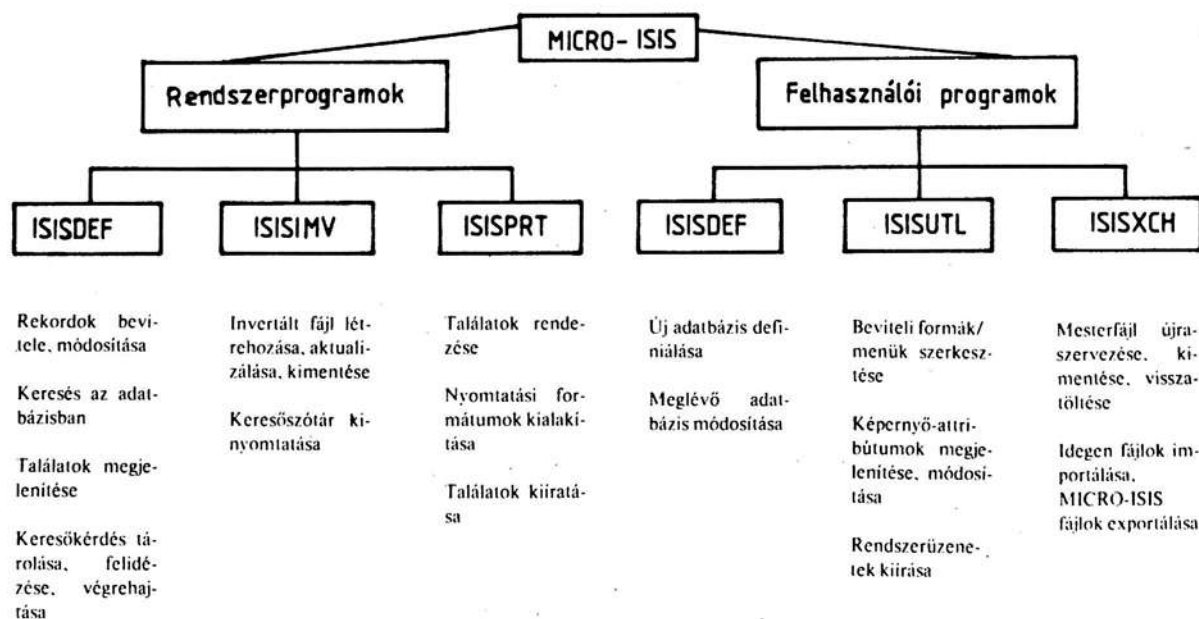 MICRO-ISIS
Rendszerprogramok
Felhasználói programok
ISISDEF
ISISIMV
ISISPRT
ISISDEF
ISISUTL
ISISXCH
Rekordok bevi-
tele, módosítása
Keresés az adat-
bázisban
Találatok megje-
lenítése
Keresőkérdés tá-
rolása, felidé-
zése, végrehaj-
tása
Invertált fájl lét-
rehozása, aktuali-
zálása, kimentése
Keresőszótár ki-
nyomtatása
Találatok rende-
zése
Nyomtatási for-
mátumok kialakí-
tása
Találatok kiíratá-
sa
Új adatbázis defi-
niálása
Meglévő adat-
bázis módosítása
Beviteli formák/
menük szerkesz-
tése
Képernyő-attri-
bútumok megje-
lenítése, módosí-
tása
Rendszerüzene-
tek kiírása
Mesterfájl újra-
szervezése, ki-
mentése, vissza-
töltése
Idegen fájlok im-
portálása,
MICRO-ISIS
fájlok exportálása